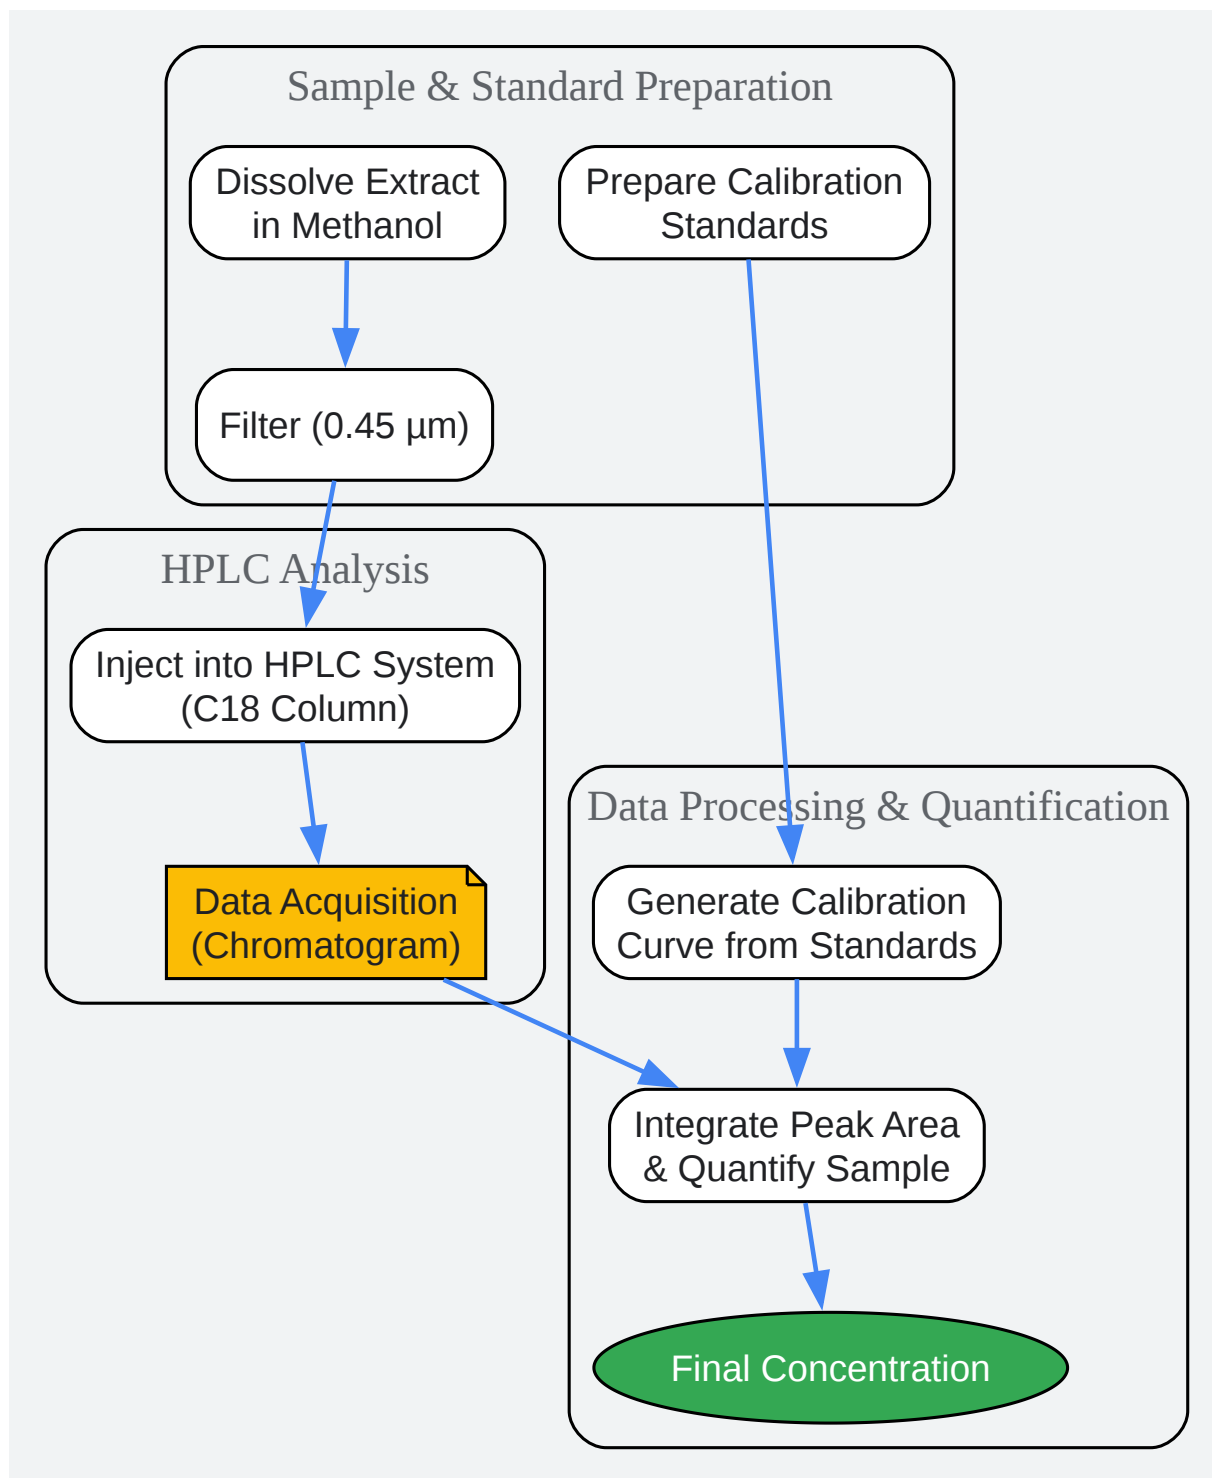 Sample & Standard Preparation
Dissolve Extract
in Methanol
Prepare Calibration
Standards
Filter (0.45 µm)
HPLC Analysis
Inject into HPLC System
(C18 Column)
Data Acquisition
(Chromatogram)
Data Processing & Quantification
Generate Calibration
Curve from Standards
Integrate Peak Area
& Quantify Sample
Final Concentration